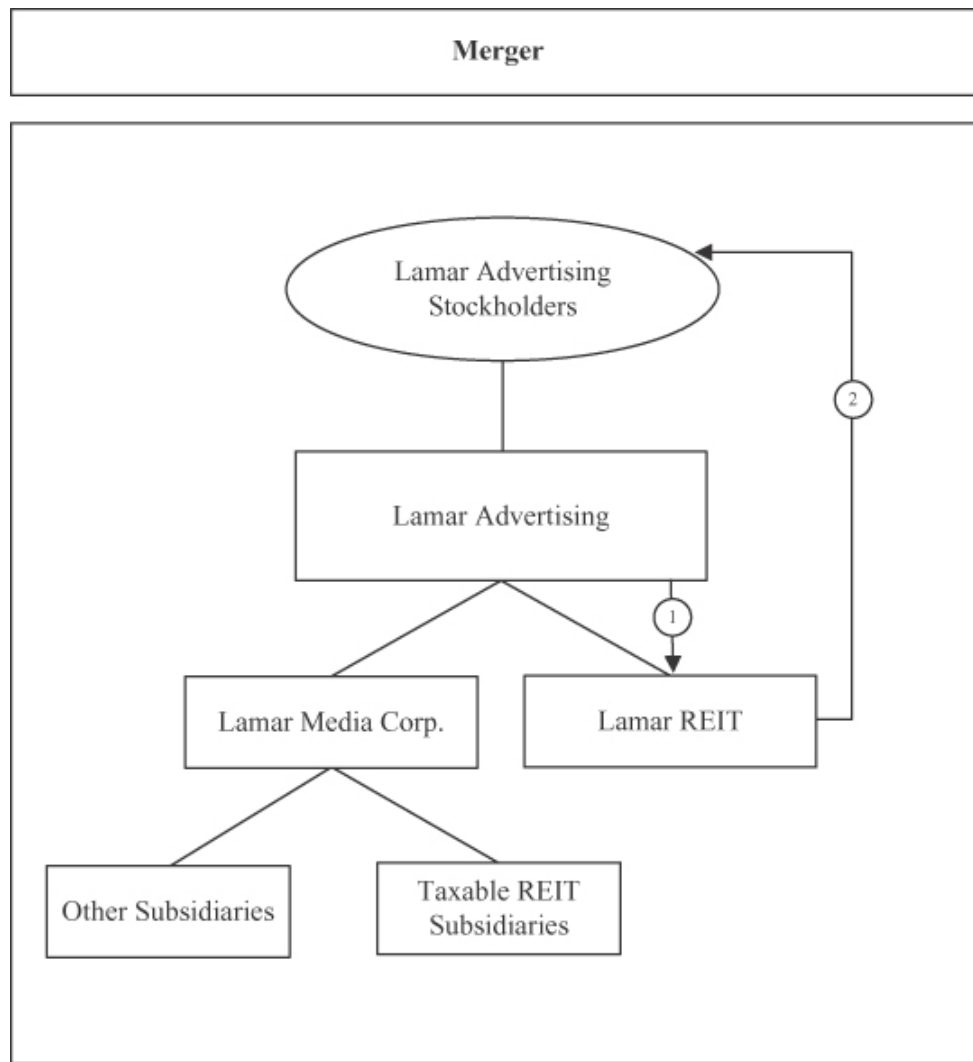 Merger
Lamar Advertising
Stockholders
2
Lamar Advertising
1
Lamar Media Corp.
Lamar REIT
Other Subsidiaries
Taxable REIT
Subsidiaries